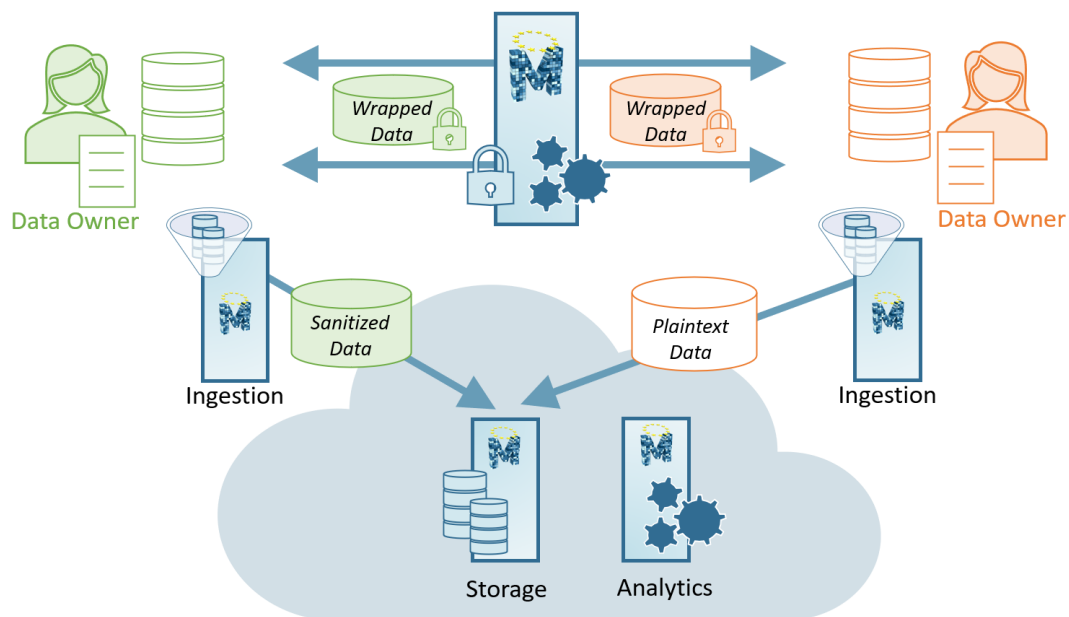 Wrapped
Data
Wrapped
Data
Data Owner
Data Owner
Sanitized
Data
Plaintext
Data
Ingestion
Ingestion
M
M
M
M
M
Storage
Analytics